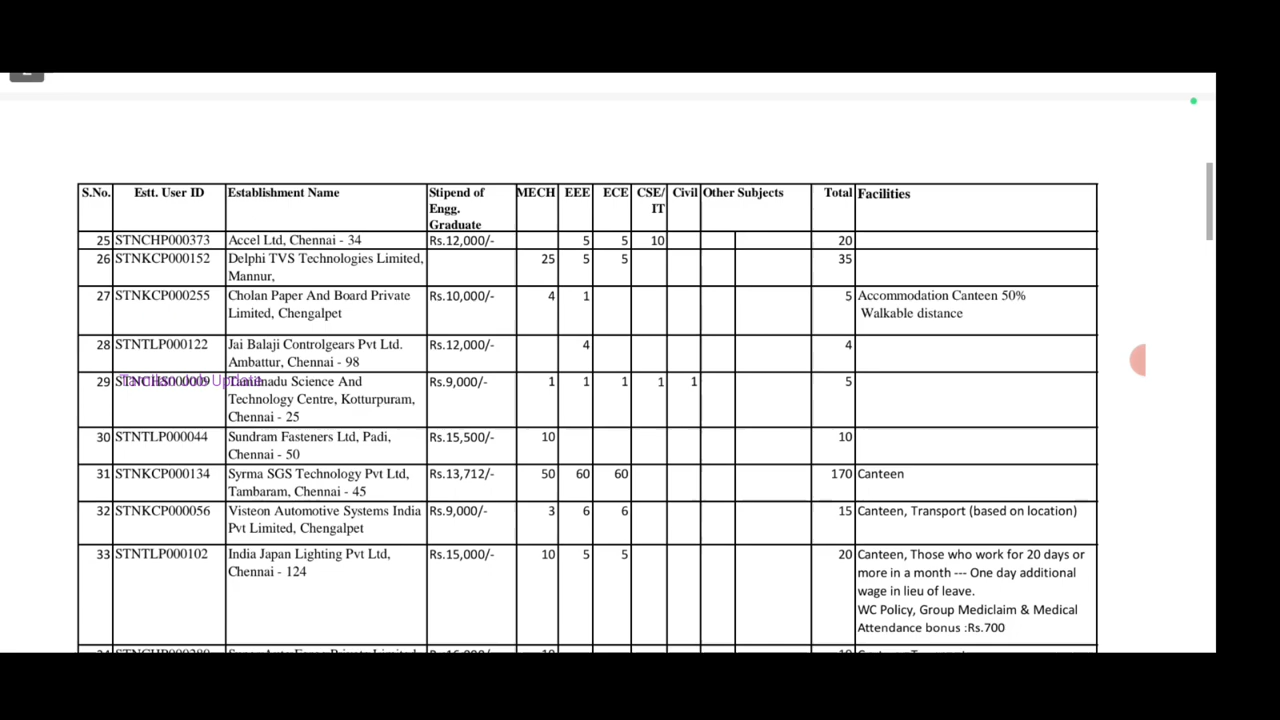 S.No. Estt. User ID Establishment Name Stipend of Engg. Graduate MECH EEE ECE CSE/ IT Civil Other Subjects Total Facilities
25 STNCHP000373 Accel Ltd, Chennai - 34 Rs.12,000/- 5 5 10 20
26 STNKCP000152 Delphi TVS Technologies Limited, 25 5 5 35
Mannur,
27 STNKCP000255 Cholan Paper And Board Private Rs.10,000/- 4 1 5 Accommodation Canteen 50%
Limited, Chengalpet Walkable distance
28 STNTLP000122 Jai Balaji Controlgears Pvt Ltd. Rs.12,000/- 4 4
Ambattur, Chennai - 98
29 STNCHS000009 Tamilnadu Science And Rs.9,000/- 1 1 1 1 1 5
Technology Centre, Kotturpuram,
Chennai - 25
30 STNTLP000044 Sundram Fasteners Ltd, Padi, Rs.15,500/- 10 10
Chennai - 50
31 STNKCP000134 Syrma SGS Technology Pvt Ltd, Rs.13,712/- 50 60 60 170 Canteen
Tambaram, Chennai - 45
32 STNKCP000056 Visteon Automotive Systems India Rs.9,000/- 3 6 6 15 Canteen, Transport (based on location)
Pvt Limited, Chengalpet
33 STNTLP000102 India Japan Lighting Pvt Ltd, Rs.15,000/- 10 5 5 20 Canteen, Those who work for 20 days or
Chennai - 124 more in a month --- One day additional
wage in lieu of leave.
WC Policy, Group Mediclaim & Medical
Attendance bonus :Rs.700